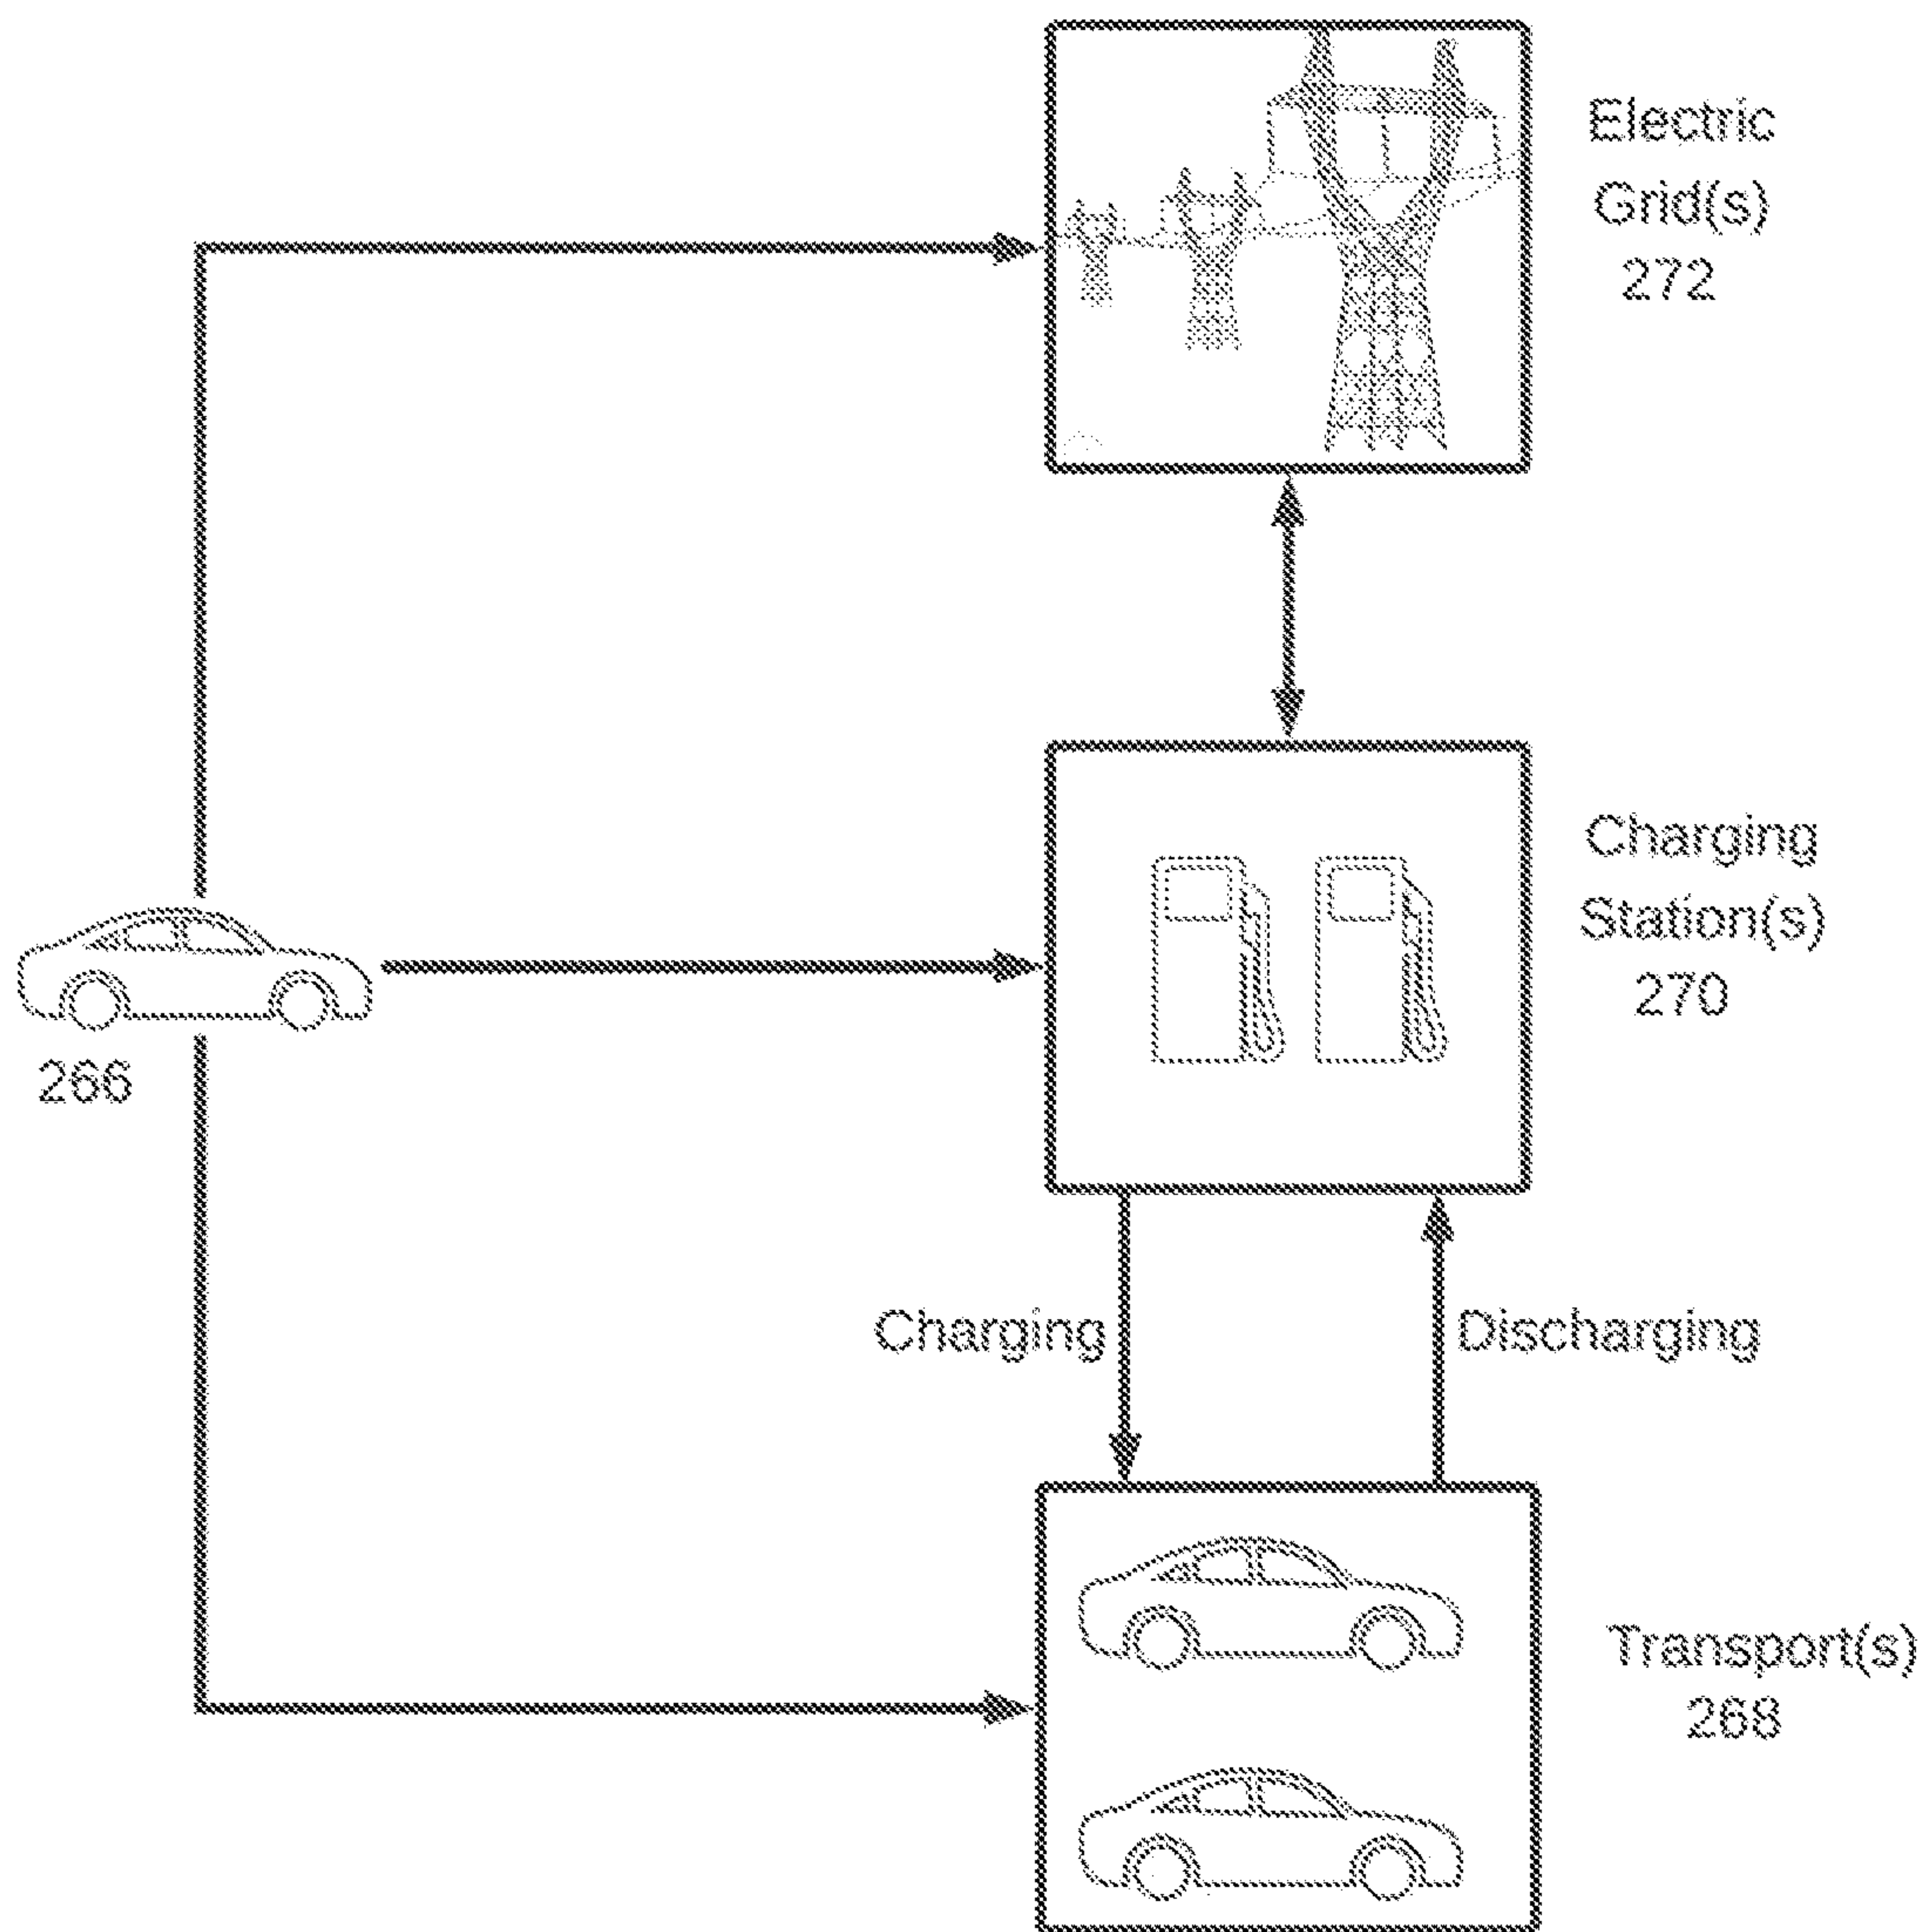 Electric
Grid(s)
272
Charging
Station(s)
270
266
Charging
Discharging
Transport(s)
268